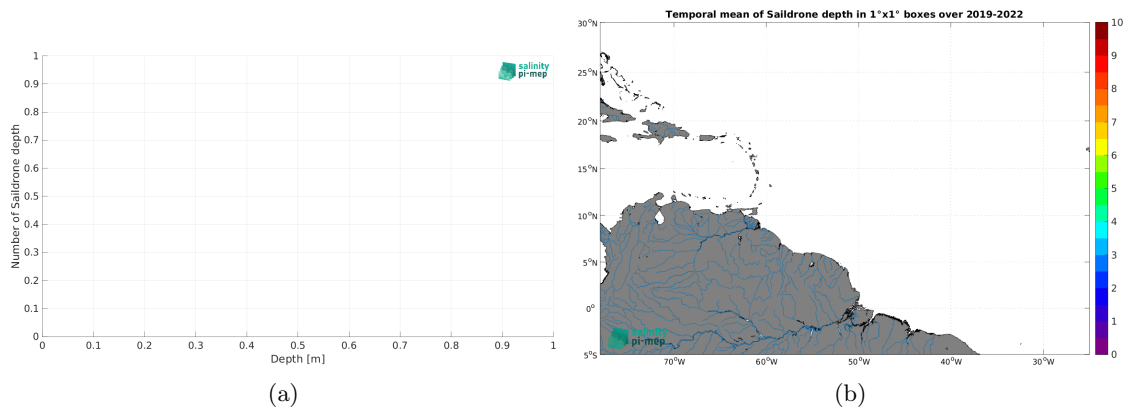 Temporal mean of Saildrone depth in 1°x1° boxes over 2019-2022
salinity
pi-mep
Number of Saildrone depth
1
0.9
0.8
0.7
0.6
0.5
0.4
0.3
0.2
0.1
0
0 0.1 0.2 0.3 0.4 0.5 0.6 0.7 0.8 0.9 1
Depth [m]
(a)
30°N
25°N
20°N
15°N
10°N
5°N
0°
5°S
70°W 60°W 50°W 40°W 30°W
salinity
pi-mep
10
9
8
7
6
5
4
3
2
1
0
(b)